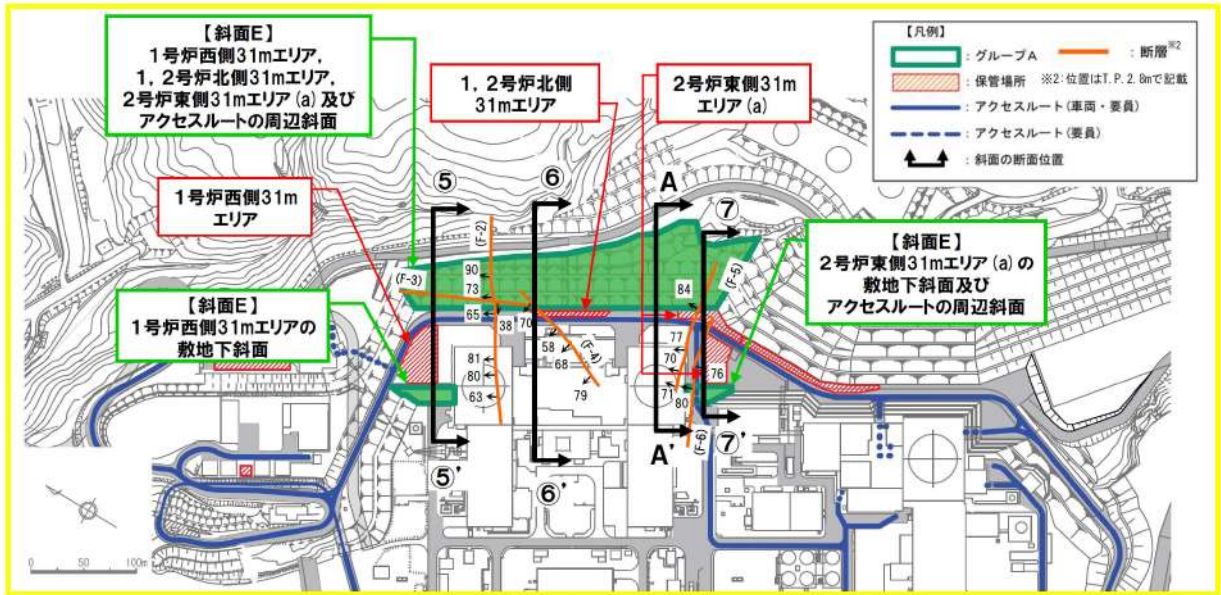 【斜面E】
1号炉西側31mエリア，
1，2号炉北側31mエリア，
2号炉東側31mエリア(a)及び
アクセスルートの周辺斜面
1，2号炉北側
31mエリア
2号炉東側31m
エリア(a)
【凡例】
：グループA
：断層※2
：保管場所
※2：位置はT.P.2.8mで記載
：アクセスルート(車両・要員)
：アクセスルート(要員)
：斜面の断面位置
1号炉西側31m
エリア
【斜面E】
1号炉西側31mエリアの
敷地下斜面
【斜面E】
2号炉東側31mエリア(a)の
敷地下斜面及び
アクセスルートの周辺斜面
⑤
⑥
A
⑦
(F-2)
(F-3)
(F-4)
(F-5)
(F-6)
90
73
65
38
70
58
68
79
81
80
63
84
77
70
76
71
80
⑤'
⑥'
A'
⑦'
0 50 100m